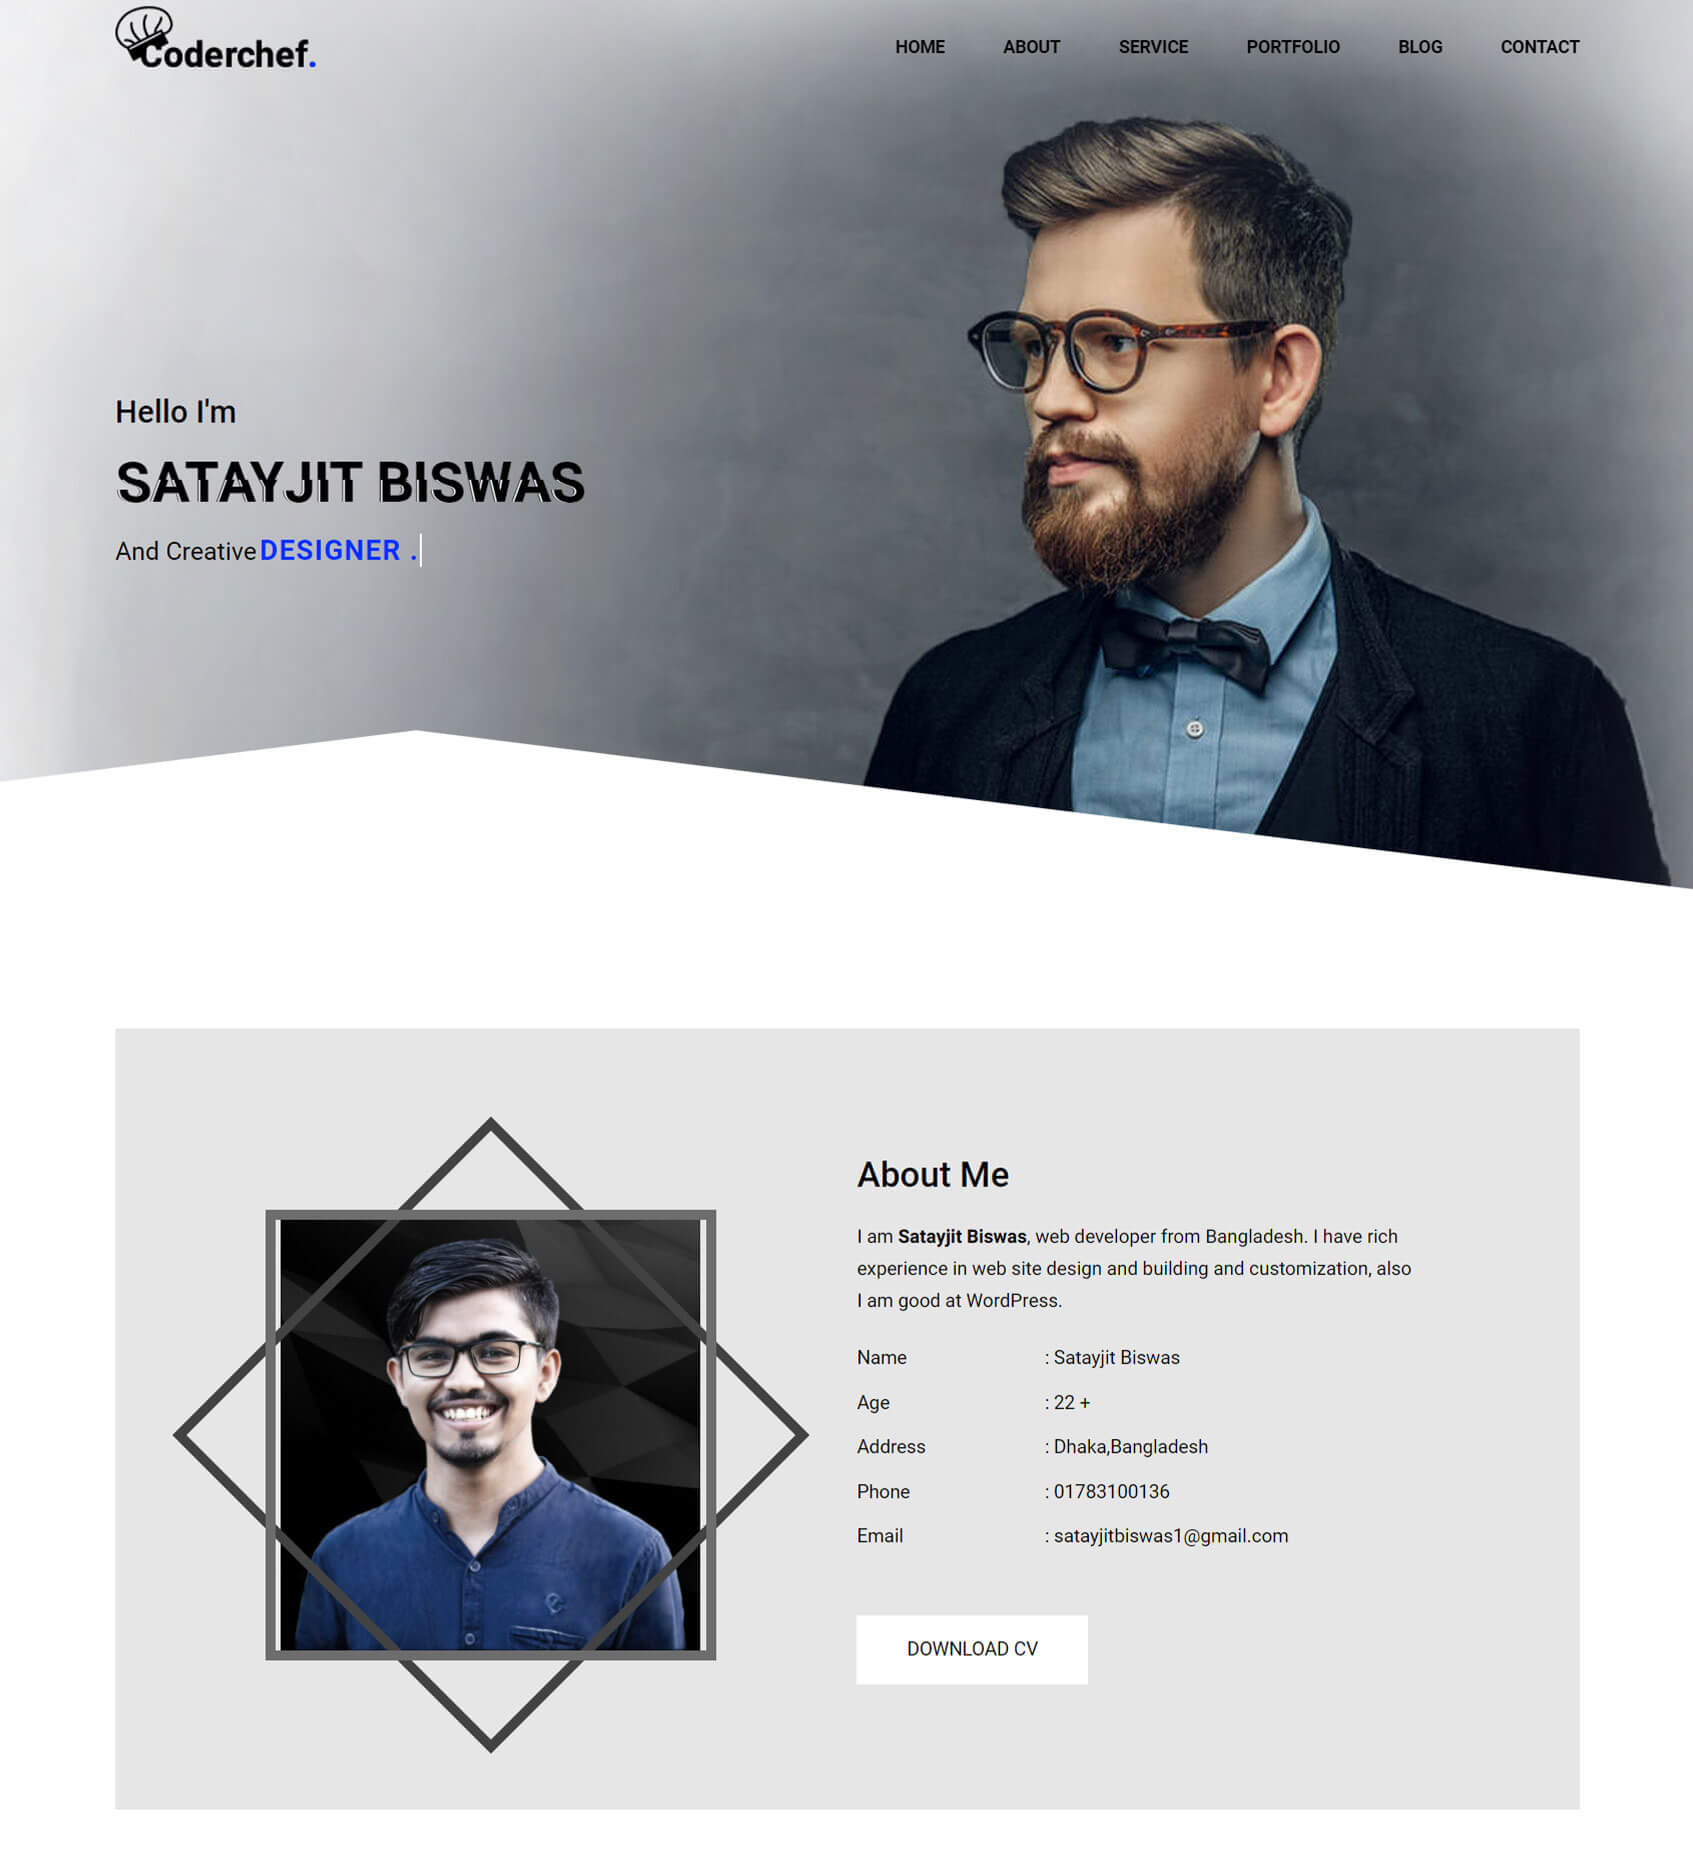 Coderchef.
HOME ABOUT SERVICE PORTFOLIO BLOG CONTACT
Hello I'm
SATAYJIT BISWAS
And Creative DESIGNER .
About Me
I am Satayjit Biswas, web developer from Bangladesh. I have rich
experience in web site design and building and customization, also
I am good at WordPress.
Name : Satayjit Biswas
Age : 22 +
Address : Dhaka,Bangladesh
Phone : 01783100136
Email : satayjitbiswas1@gmail.com
DOWNLOAD CV